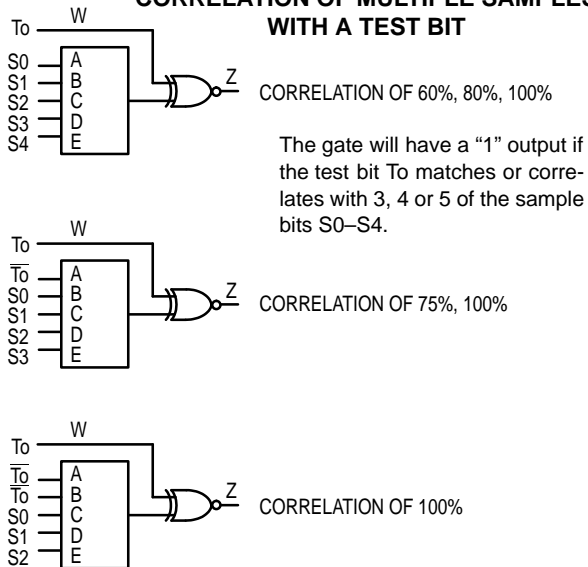 CORRELATION OF MULTIPLE SAMPLES
WITH A TEST BIT
W
To
S0 A
S1 B
S2 C
S3 D
S4 E
Z
CORRELATION OF 60%, 80%, 100%
The gate will have a “1” output if
the test bit To matches or corre-
lates with 3, 4 or 5 of the sample
bits S0–S4.
W
To
T̅o̅ A
S0 B
S1 C
S2 D
S3 E
Z
CORRELATION OF 75%, 100%
W
To
T̅o̅ A
T̅o̅ B
S0 C
S1 D
S2 E
Z
CORRELATION OF 100%